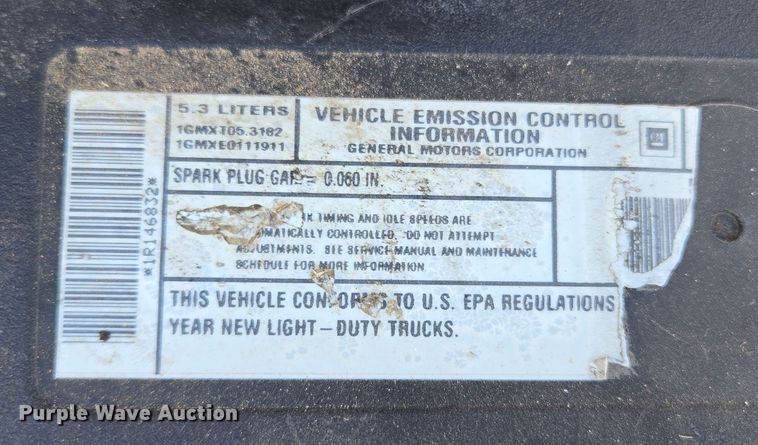 5.3 LITERS
1GMXT05.3182
1GMXE0111911
VEHICLE EMISSION CONTROL
INFORMATION
GENERAL MOTORS CORPORATION
GM
*1R146832*
SPARK PLUG GAP = 0.060 IN.
TIMING AND IDLE SPEEDS ARE
MATICALLY CONTROLLED. DO NOT ATTEMPT
ADJUSTMENTS. SEE SERVICE MANUAL AND MAINTENANCE
SCHEDULE FOR MORE INFORMATION
THIS VEHICLE CONFORMS TO U.S. EPA REGULATIONS
YEAR NEW LIGHT-DUTY TRUCKS.
Purple Wave Auction